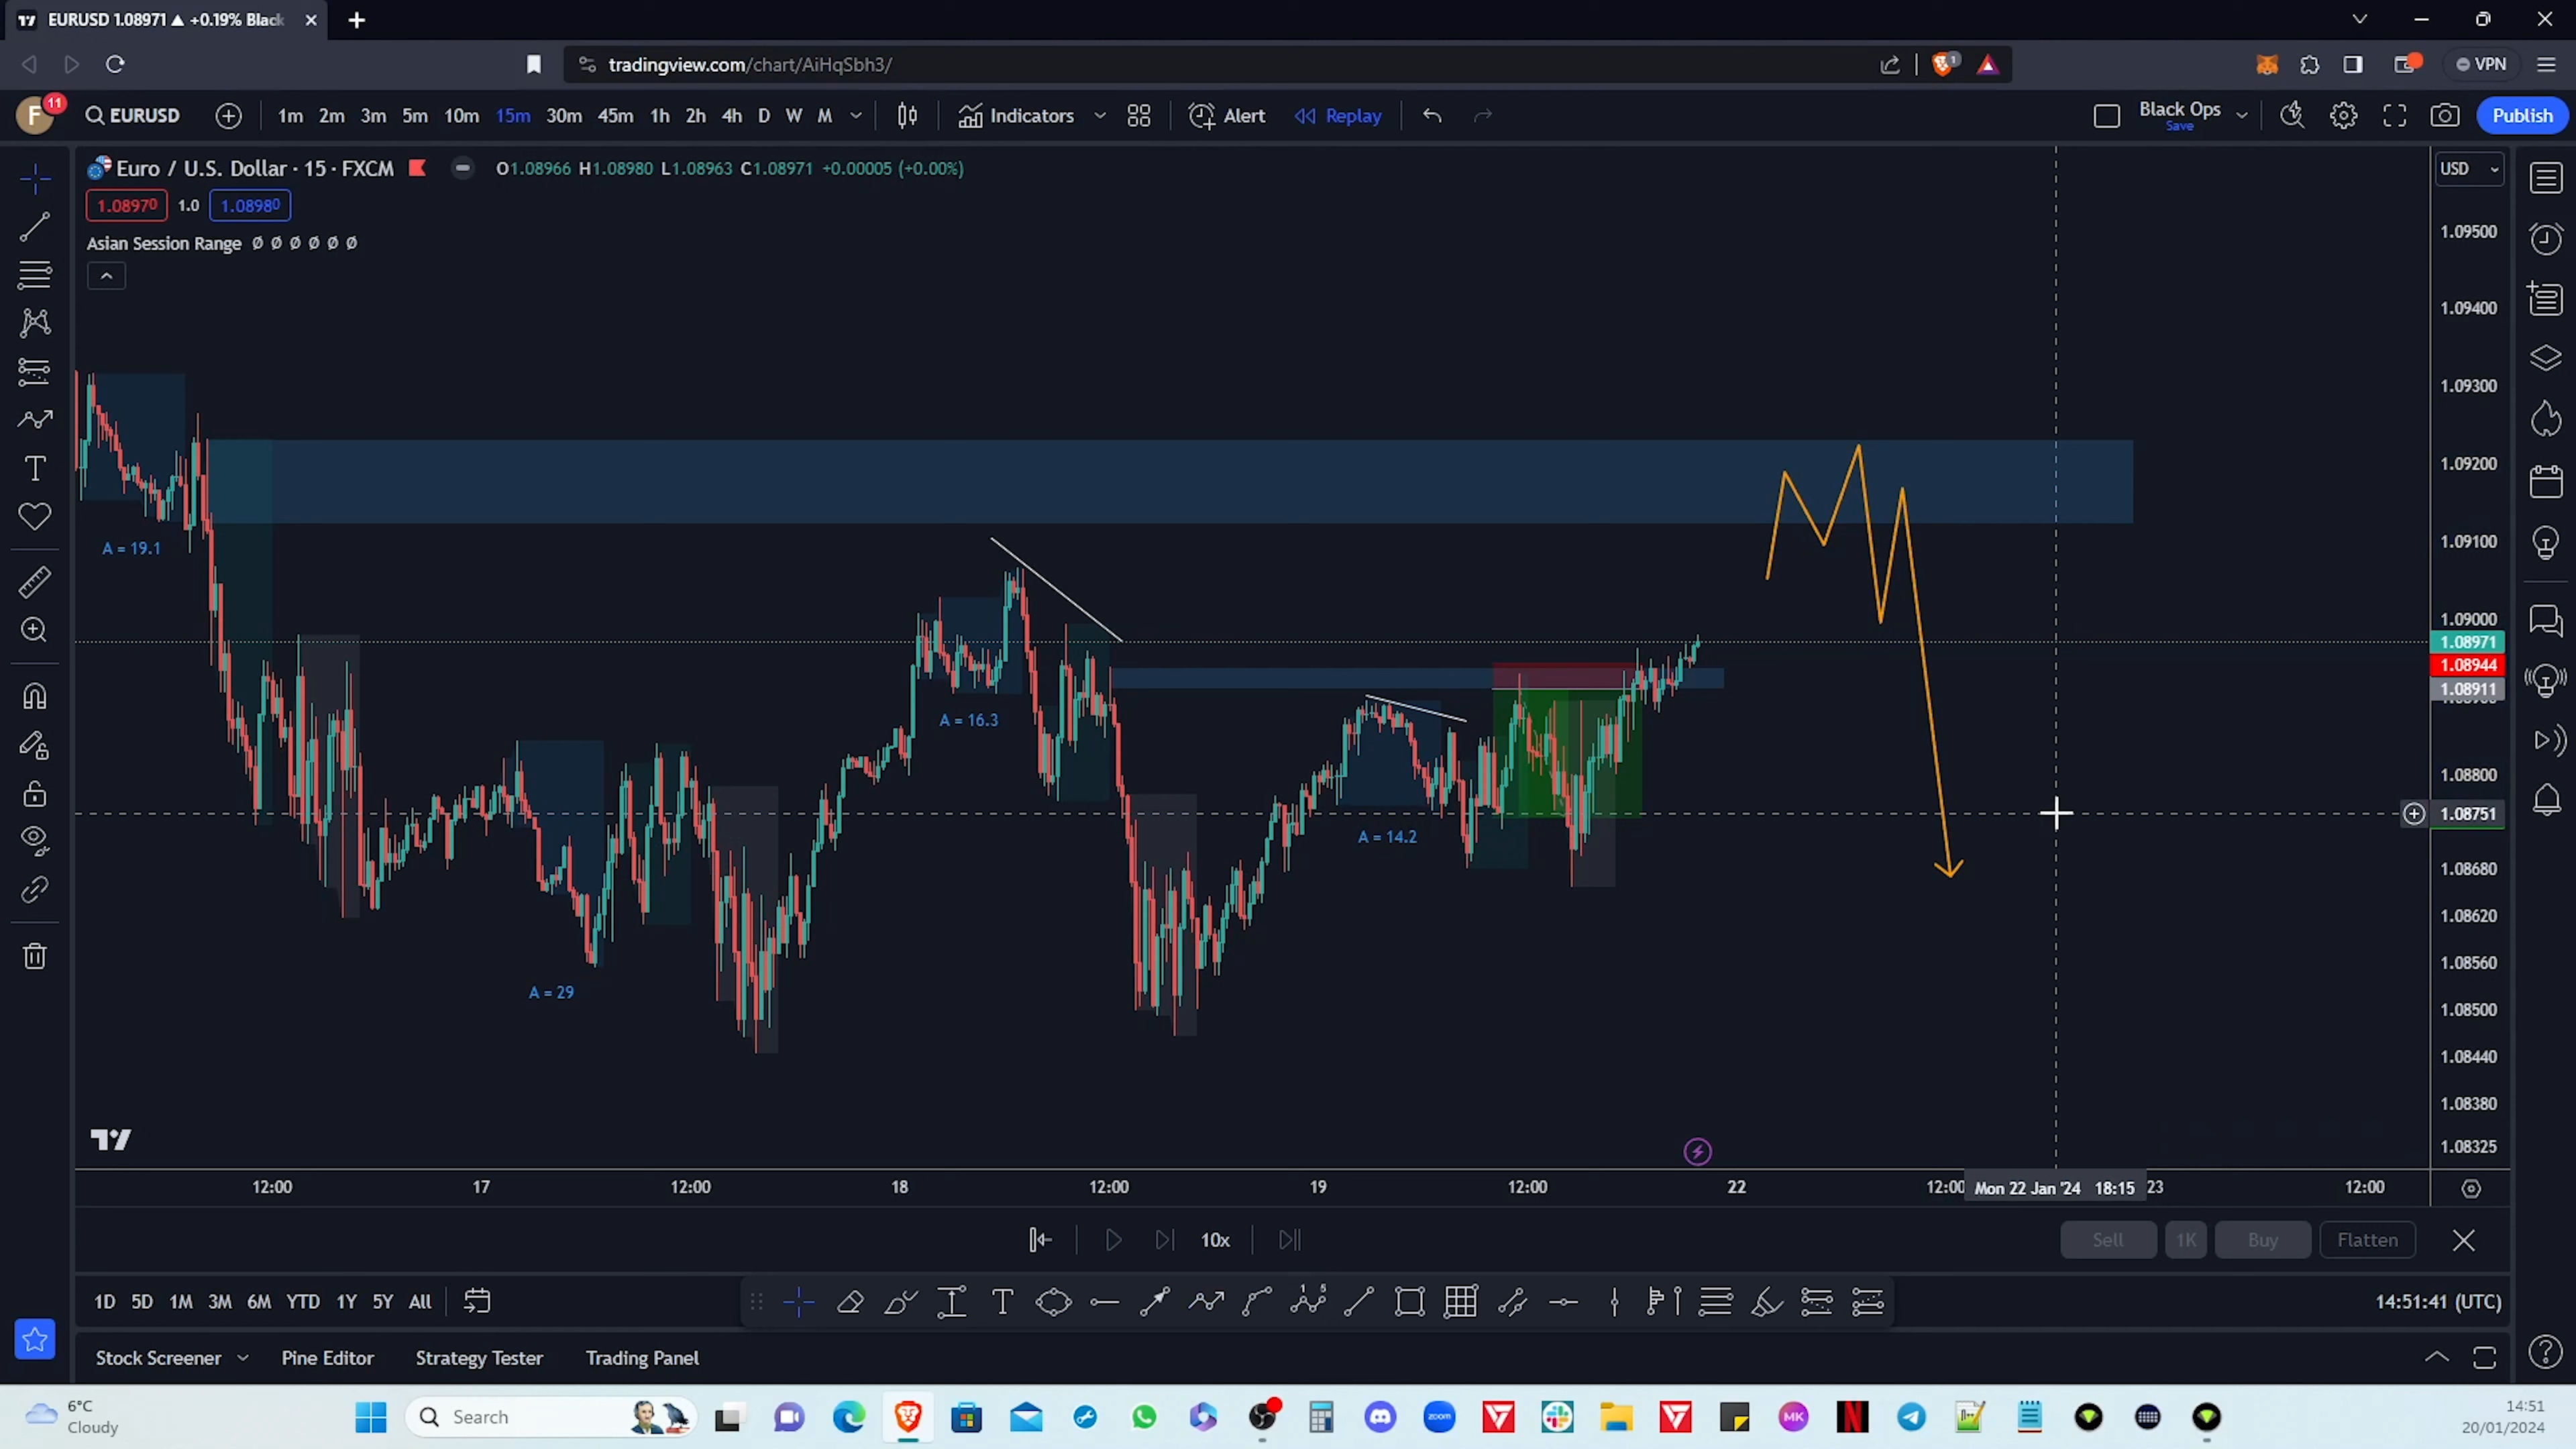 EURUSD 1.08971 ▲ +0.19% Black
tradingview.com/chart/AiHqSbh3/
1
VPN
F
11
EURUSD
1m 2m 3m 5m 10m 15m 30m 45m 1h 2h 4h D W M
Indicators
Alert
Replay
Black Ops
Save
Publish
Euro / U.S. Dollar · 15 · FXCM
O1.08966 H1.08980 L1.08963 C1.08971 +0.00005 (+0.00%)
USD
1.08970 1.0 1.08980
Asian Session Range Ø Ø Ø Ø Ø Ø
1.09500
1.09400
1.09300
1.09200
1.09100
1.09000
1.08971
1.08944
1.08911
1.08800
1.08751
1.08680
1.08620
1.08560
1.08500
1.08440
1.08380
1.08325
A = 19.1
A = 16.3
A = 14.2
A = 29
12:00 17 12:00 18 12:00 19 12:00 22 12:00 Mon 22 Jan '24 18:15 23 12:00
10x
Sell 1K Buy Flatten
1D 5D 1M 3M 6M YTD 1Y 5Y All
14:51:41 (UTC)
Stock Screener Pine Editor Strategy Tester Trading Panel
6°C
Cloudy
Search
zoom
MK
N
14:51
20/01/2024